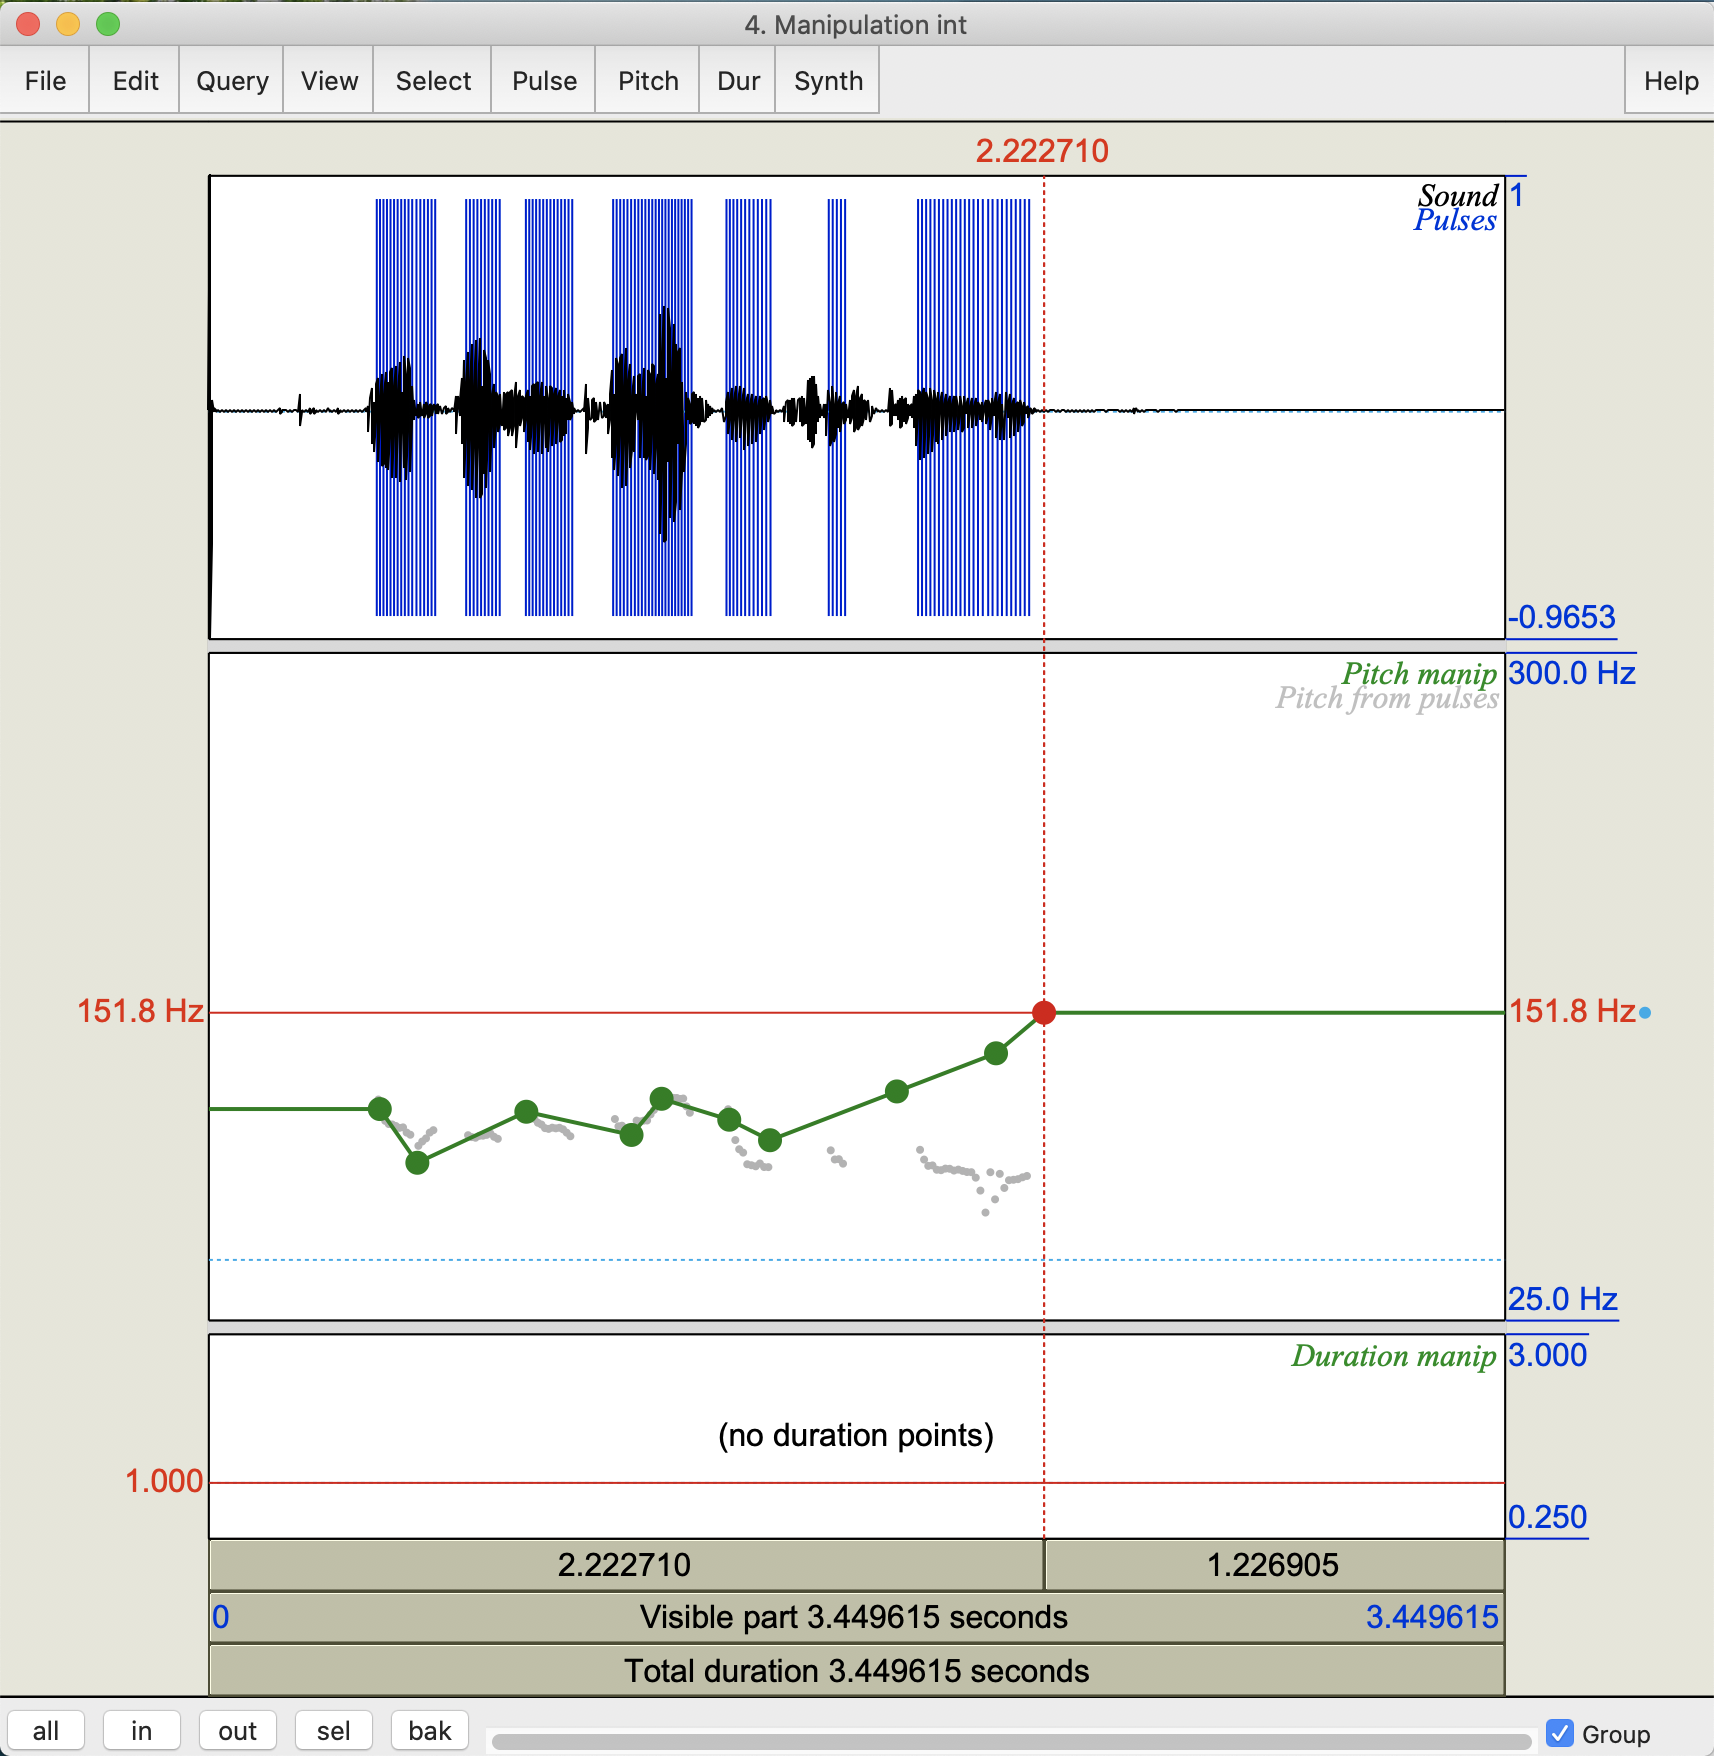 4. Manipulation int
File Edit Query View Select Pulse Pitch Dur Synth Help
2.222710
Sound 1
Pulses
-0.9653
Pitch manip 300.0 Hz
Pitch from pulses
151.8 Hz 151.8 Hz
25.0 Hz
Duration manip 3.000
(no duration points)
1.000
0.250
2.222710 1.226905
0 Visible part 3.449615 seconds 3.449615
Total duration 3.449615 seconds
all in out sel bak Group